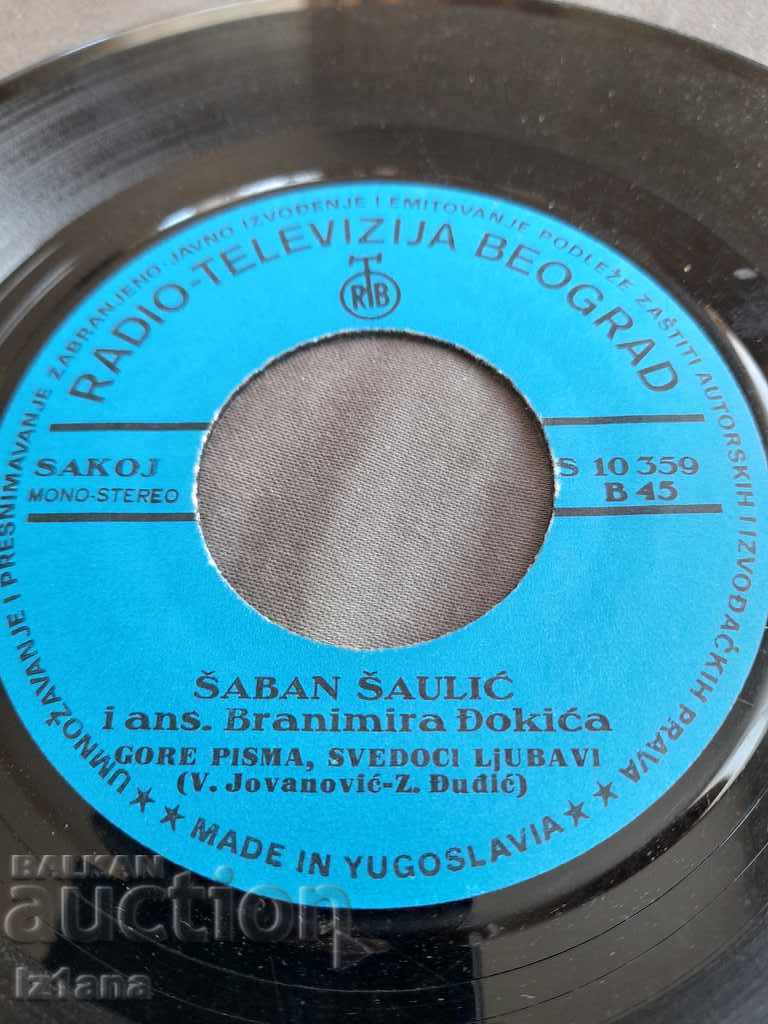 UMNOŽAVANJE I PRESNIMAVANJE ZABRANJENO · JAVNO IZVOĐENJE I EMITOVANJE PODLEŽE ZAŠTITI AUTORSKIH I IZVOĐAČKIH PRAVA
RADIO-TELEVIZIJA BEOGRAD
RTB
SAKOJ
MONO-STEREO
S 10 359
B 45
ŠABAN ŠAULIĆ
i ans. Branimira Đokića
GORE PISMA, SVEDOCI LjUBAVI
(V. Jovanović-Z. Đuđić)
★ ★ MADE IN YUGOSLAVIA ★ ★
BALKAN
auction
Iz1ana